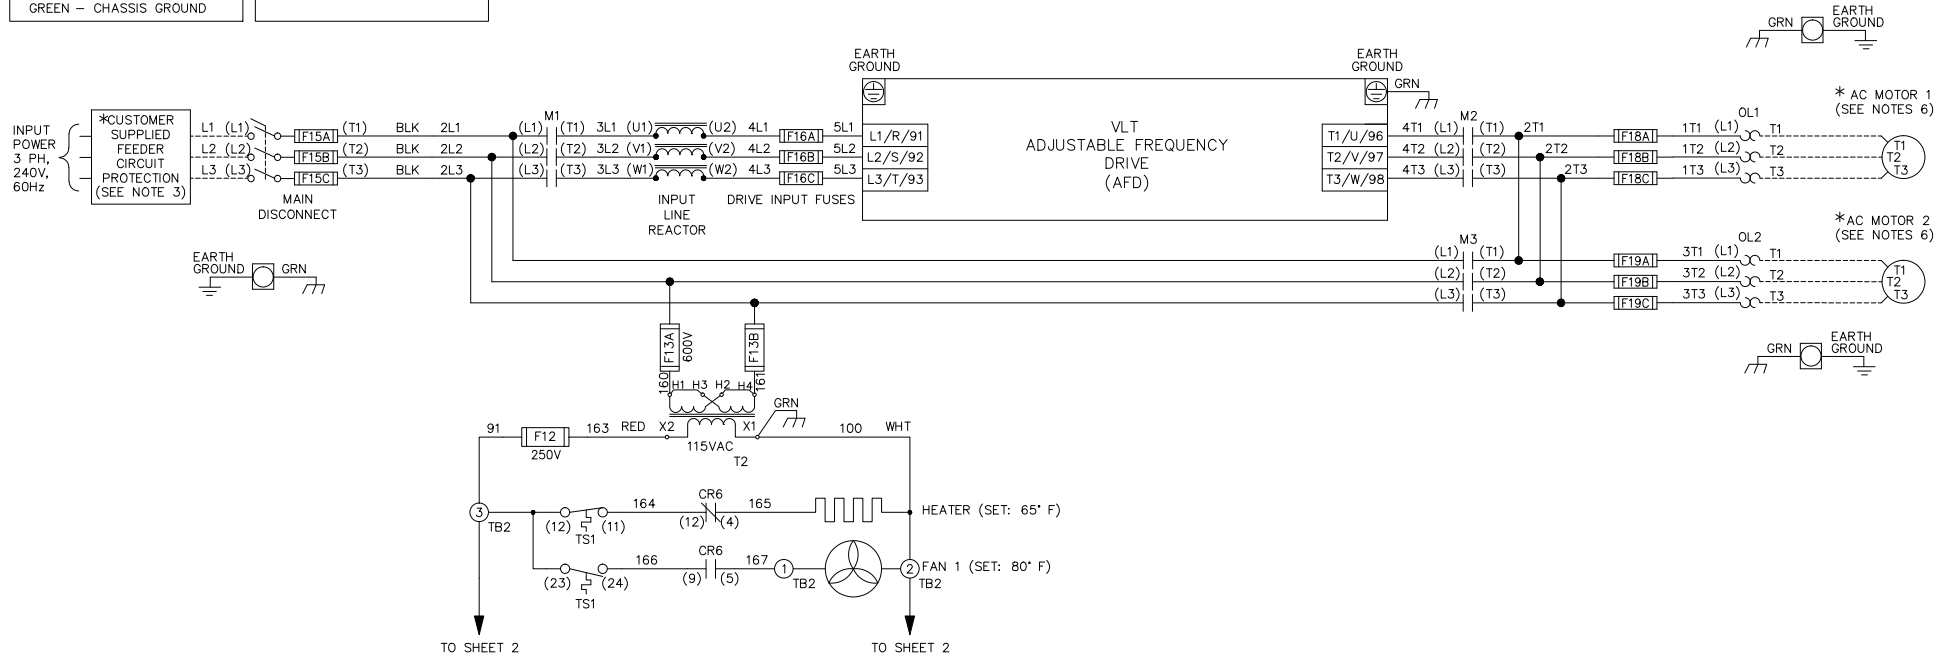 GREEN – CHASSIS GROUND
GRN
EARTH
GROUND
EARTH
GROUND
EARTH
GROUND
GRN
* AC MOTOR 1
(SEE NOTES 6)
INPUT
POWER
3 PH,
240V,
60Hz
*CUSTOMER
SUPPLIED
FEEDER
CIRCUIT
PROTECTION
(SEE NOTE 3)
L1 (L1) F15A (T1) BLK 2L1 (L1) M1 (T1) 3L1 (U1) (U2) 4L1 F16A 5L1 L1/R/91
L2 (L2) F15B (T2) BLK 2L2 (L2) (T2) 3L2 (V1) (V2) 4L2 F16B 5L2 L2/S/92
L3 (L3) F15C (T3) BLK 2L3 (L3) (T3) 3L3 (W1) (W2) 4L3 F16C 5L3 L3/T/93
MAIN
DISCONNECT
INPUT
LINE
REACTOR
DRIVE INPUT FUSES
VLT
ADJUSTABLE FREQUENCY
DRIVE
(AFD)
T1/U/96 4T1 (L1) M2 (T1) 2T1 F18A 1T1 (L1) OL1 T1
T2/V/97 4T2 (L2) (T2) 2T2 F18B 1T2 (L2) T2
T3/W/98 4T3 (L3) (T3) 2T3 F18C 1T3 (L3) T3
T1
T2
T3
*AC MOTOR 2
(SEE NOTES 6)
(L1) M3 (T1) F19A 3T1 (L1) OL2 T1
(L2) (T2) F19B 3T2 (L2) T2
(L3) (T3) F19C 3T3 (L3) T3
T1
T2
T3
EARTH
GROUND
GRN
GRN
EARTH
GROUND
F13A
600V
F13B
160
161
H1 H3 H2 H4
GRN
91 F12 163 RED X2 X1 100 WHT
250V
115VAC
T2
3
TB2
(12) (11)
TS1
164
CR6
(12) (4)
165
HEATER (SET: 65° F)
(23) (24)
TS1
166
CR6
(9) (5)
167
1
TB2
2
TB2
FAN 1 (SET: 80° F)
TO SHEET 2
TO SHEET 2